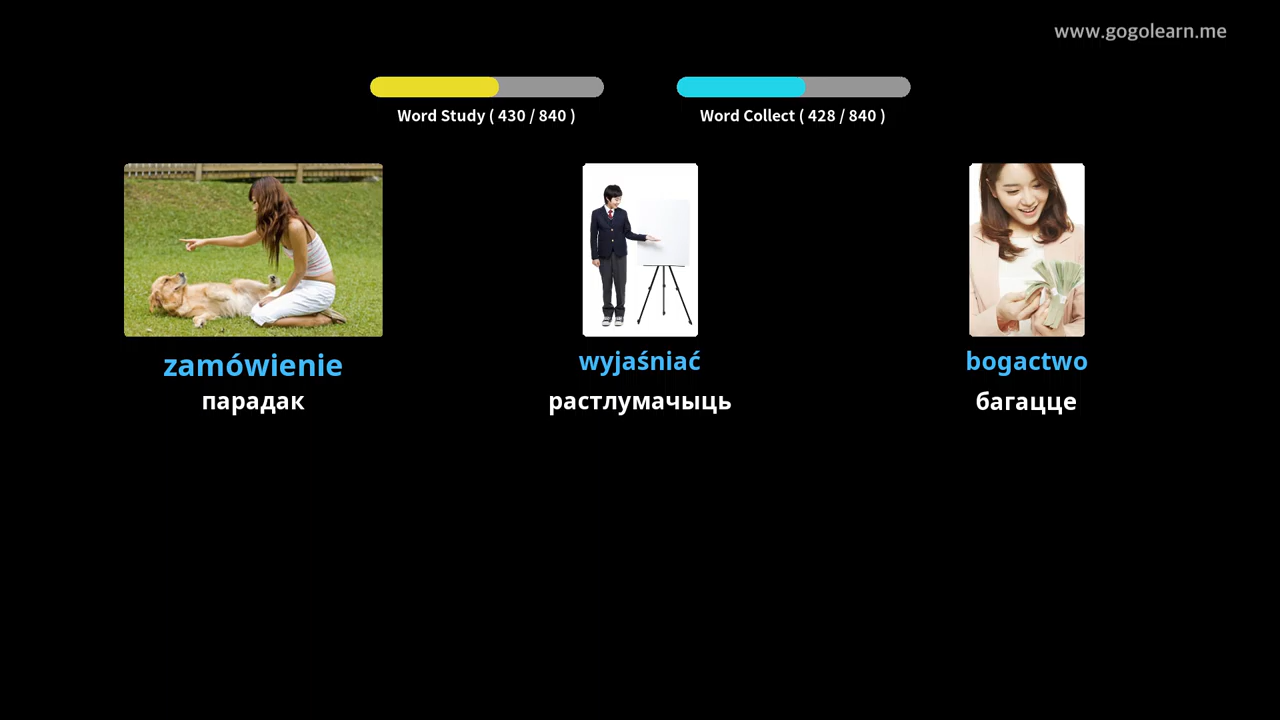 www.gogolearn.me
Word Study ( 430 / 840 )
Word Collect ( 428 / 840 )
zamówienie
парадак
wyjaśniać
растлумачыць
bogactwo
багацце